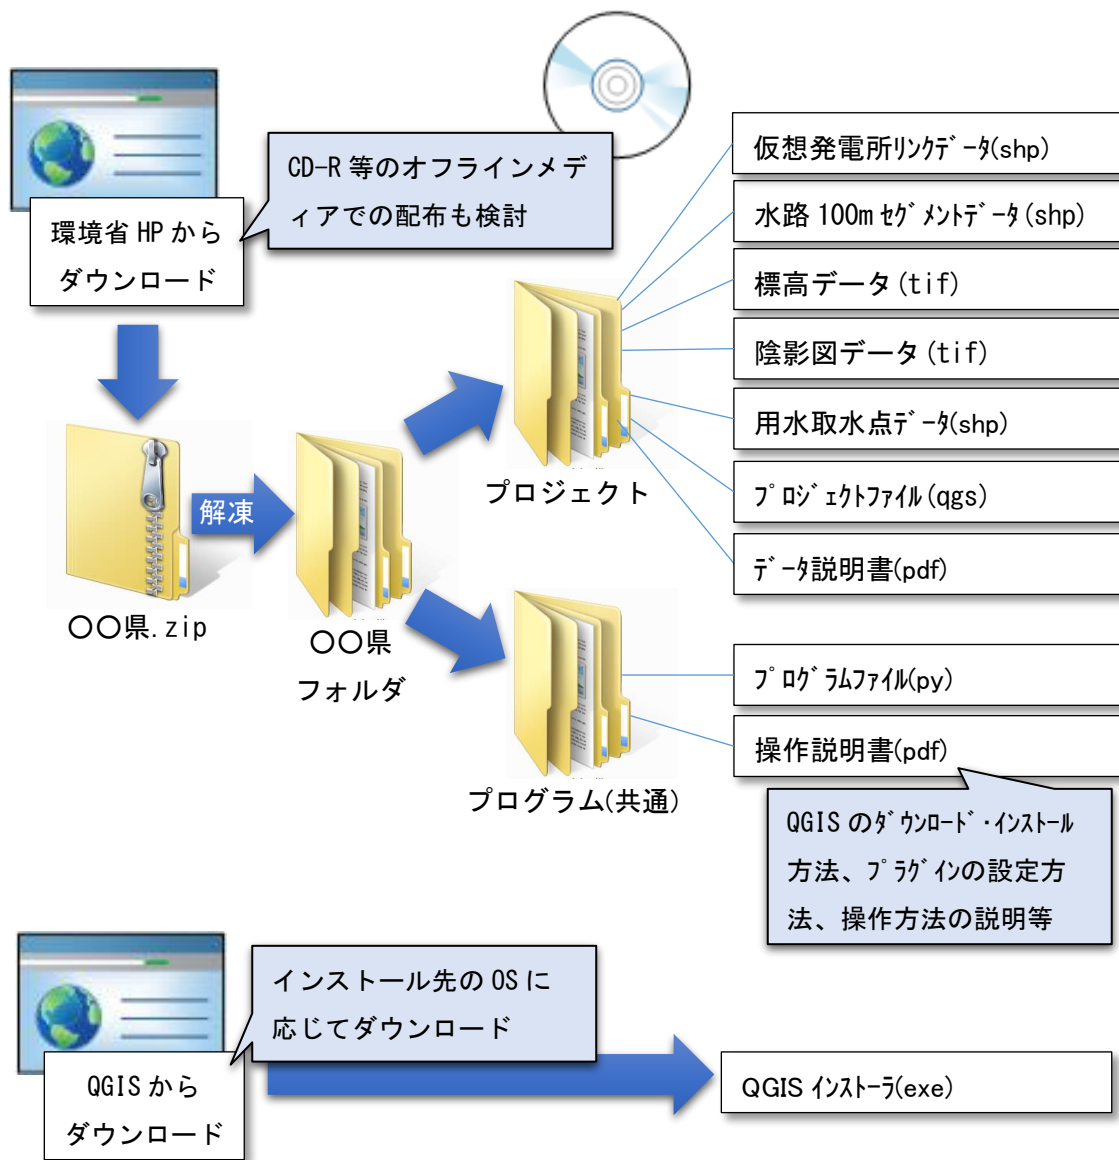 環境省 HP から
ダウンロード
CD-R 等のオフラインメデ
ィアでの配布も検討
解凍
〇〇県.zip
〇〇県
フォルダ
プロジェクト
仮想発電所ﾘﾝｸﾃﾞｰﾀ(shp)
水路 100m ｾｸﾞﾒﾝﾄデｰﾀ(shp)
標高データ(tif)
陰影図データ(tif)
用水取水点ﾃﾞｰﾀ(shp)
ﾌﾟﾛｼﾞｪｸﾄファイル(qgs)
ﾃﾞｰﾀ説明書(pdf)
プログラム(共通)
ﾌﾟﾛｸﾞﾗﾑﾌｧｲﾙ(py)
操作説明書(pdf)
QGIS のﾀﾞｳﾝﾛｰﾄﾞ・ｲﾝｽﾄｰﾙ
方法、ﾌﾟﾗｸﾞｲﾝの設定方
法、操作方法の説明等
QGIS から
ダウンロード
インストール先の OS に
応じてダウンロード
QGIS ｲﾝｽﾄｰﾗ(exe)